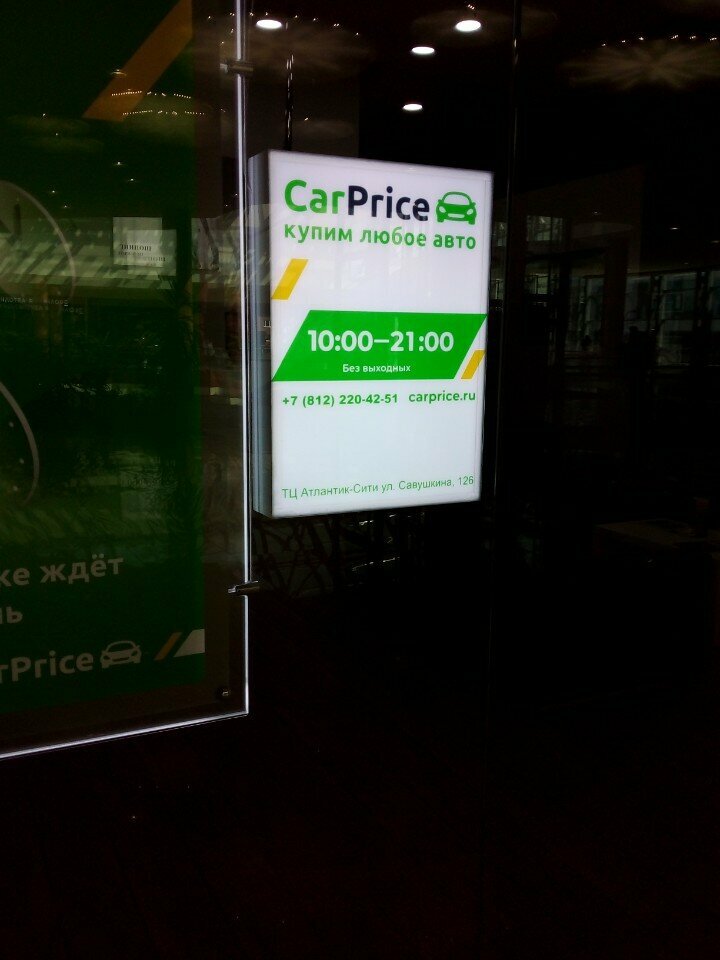 CarPrice
купим любое авто
10:00–21:00
Без выходных
+7 (812) 220-42-51 carprice.ru
ТЦ Атлантик-Сити ул. Савушкина, 126
ке ждёт
ь
rPrice